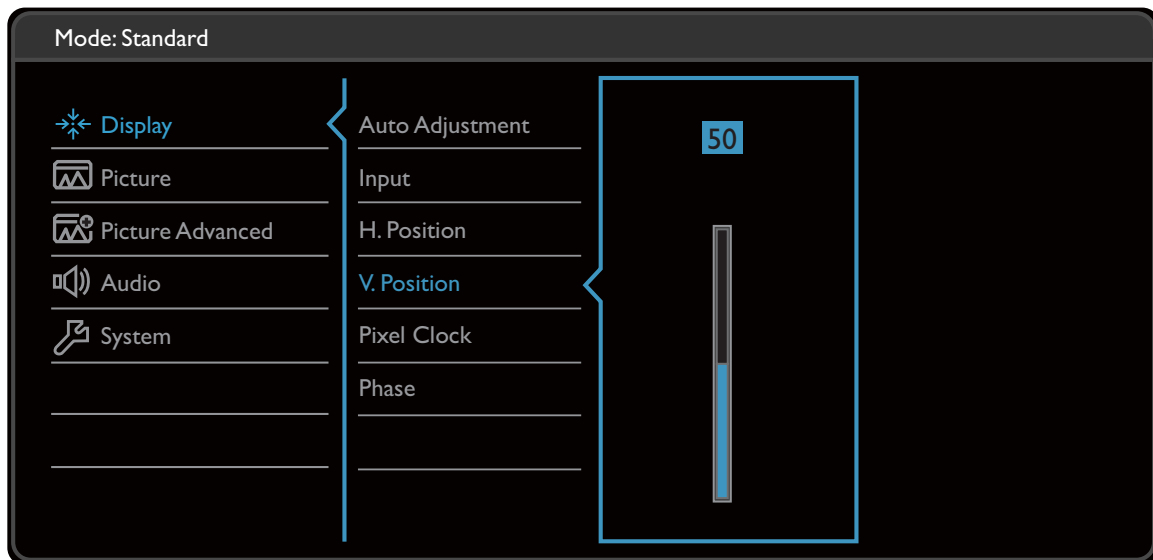 Mode: Standard
Display
Picture
Picture Advanced
Audio
System
Auto Adjustment
Input
H. Position
V. Position
Pixel Clock
Phase
50